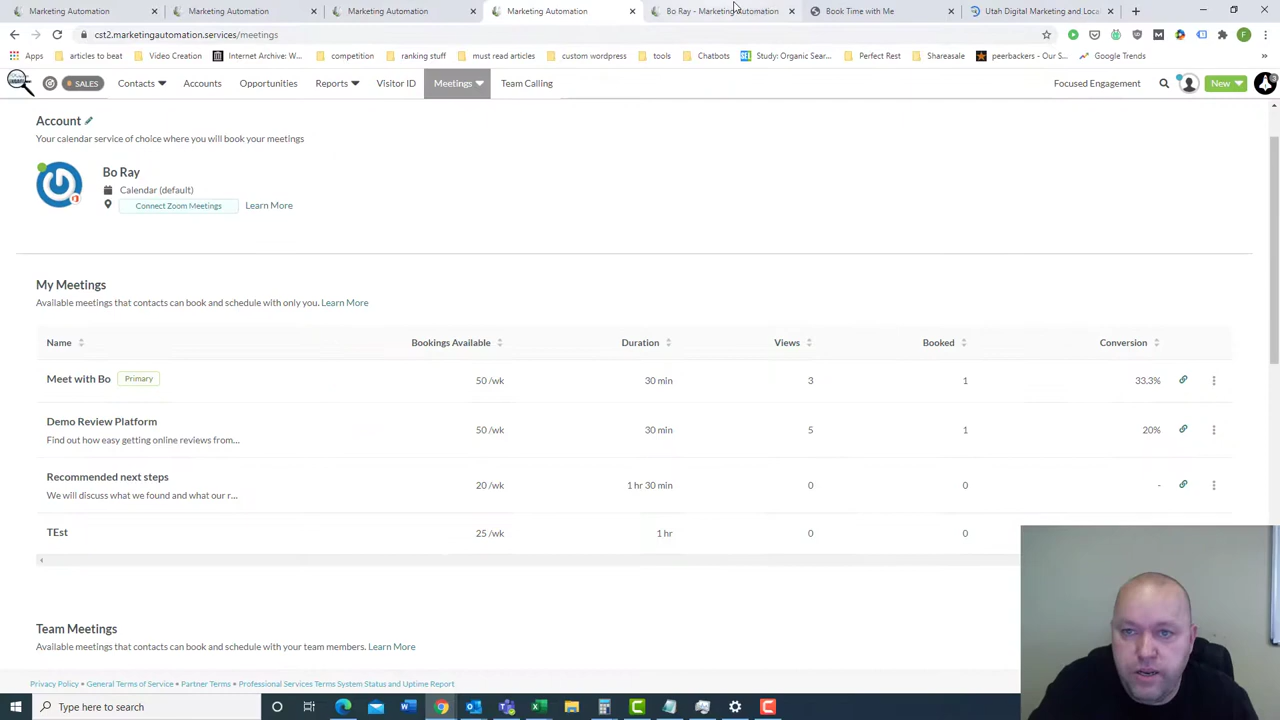 Marketing Automation
Marketing Automation
Marketing Automation
Marketing Automation
Bo Ray - Marketing Automation
Book Time with Me
Utah Digital Marketing and Loca
cst2.marketingautomation.services/meetings
Apps
articles to beat
Video Creation
Internet Archive: Wor...
competition
ranking stuff
must read articles
custom wordpress
tools
Chatbots
Study: Organic Sear...
Perfect Rest
Shareasale
peerbackers - Our S...
Google Trends
SALES
Contacts
Accounts
Opportunities
Reports
Visitor ID
Meetings
Team Calling
Focused Engagement
New
Account
Your calendar service of choice where you will book your meetings
Bo Ray
Calendar (default)
Connect Zoom Meetings Learn More
My Meetings
Available meetings that contacts can book and schedule with only you. Learn More
Name Bookings Available Duration Views Booked Conversion
Meet with Bo Primary 50 /wk 30 min 3 1 33.3%
Demo Review Platform 50 /wk 30 min 5 1 20%
Find out how easy getting online reviews from...
Recommended next steps 20 /wk 1 hr 30 min 0 0 -
We will discuss what we found and what our r...
TEst 25 /wk 1 hr 0 0
Team Meetings
Available meetings that contacts can book and schedule with your team members. Learn More
Privacy Policy • General Terms of Service • Partner Terms • Professional Services Terms System Status and Uptime Report
Type here to search